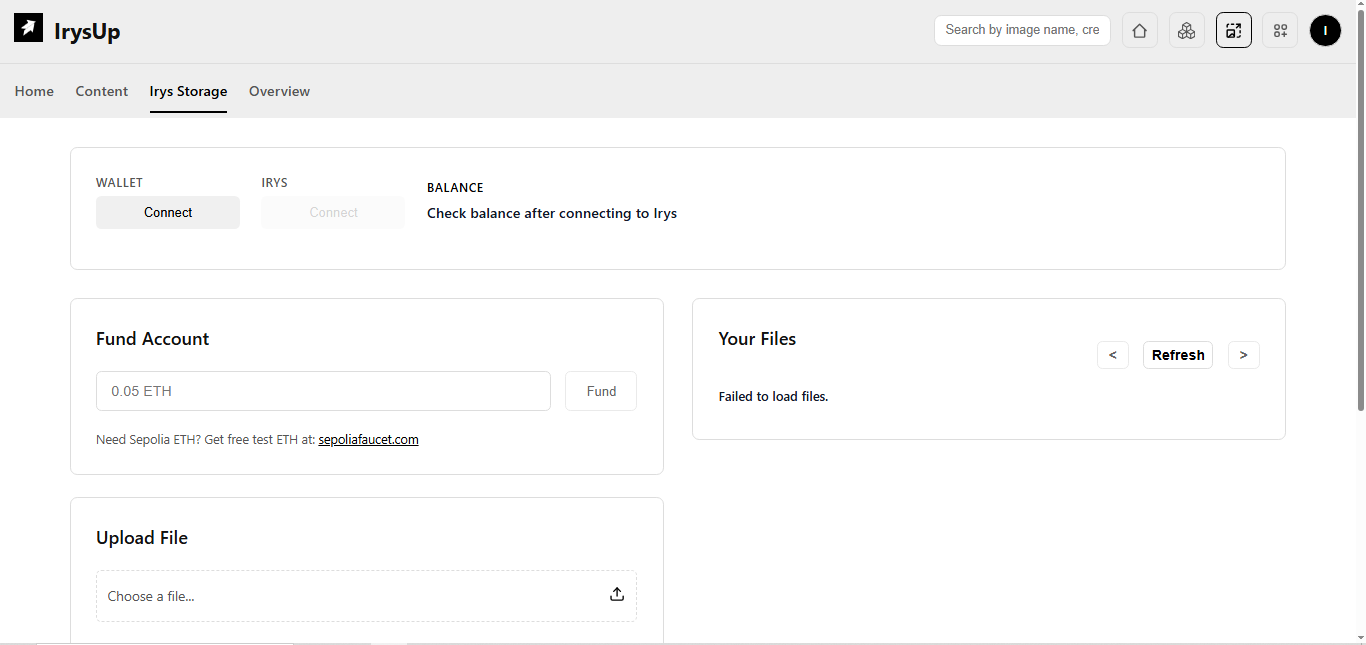 IrysUp
Search by image name, cre
I
Home Content Irys Storage Overview
WALLET
Connect
IRYS
Connect
BALANCE
Check balance after connecting to Irys
Fund Account
0.05 ETH
Fund
Need Sepolia ETH? Get free test ETH at: sepoliafaucet.com
Your Files
< Refresh >
Failed to load files.
Upload File
Choose a file...